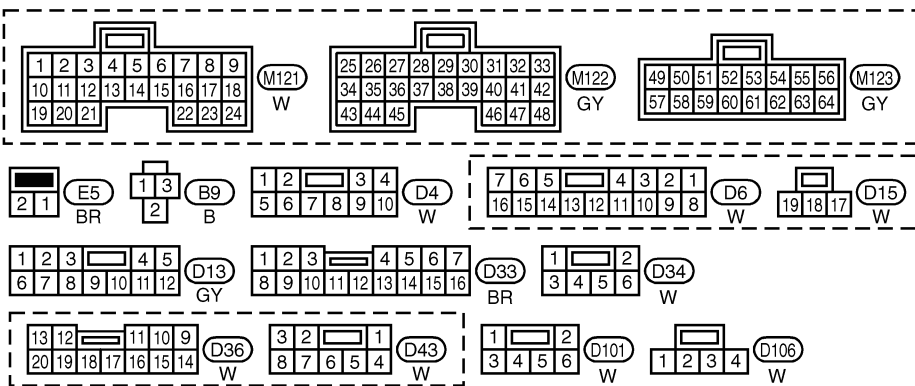 1 2 3 4 5 6 7 8 9
10 11 12 13 14 15 16 17 18
19 20 21 22 23 24
M121
W
25 26 27 28 29 30 31 32 33
34 35 36 37 38 39 40 41 42
43 44 45 46 47 48
M122
GY
49 50 51 52 53 54 55 56
57 58 59 60 61 62 63 64
M123
GY
2 1
E5
BR
1 3
2
B9
B
1 2 3 4
5 6 7 8 9 10
D4
W
7 6 5 4 3 2 1
16 15 14 13 12 11 10 9 8
D6
W
19 18 17
D15
W
1 2 3 4 5
6 7 8 9 10 11 12
D13
GY
1 2 3 4 5 6 7
8 9 10 11 12 13 14 15 16
D33
BR
1 2
3 4 5 6
D34
W
13 12 11 10 9
20 19 18 17 16 15 14
D36
W
3 2 1
8 7 6 5 4
D43
W
1 2
3 4 5 6
D101
W
1 2 3 4
D106
W